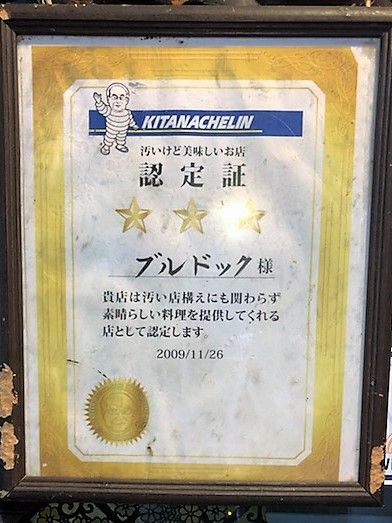 KITANACHELIN
汚いけど美味しいお店
認定証
ブルドック様
貴店は汚い店構えにも関わらず
素晴らしい料理を提供してくれる
店として認定します。
2009/11/26